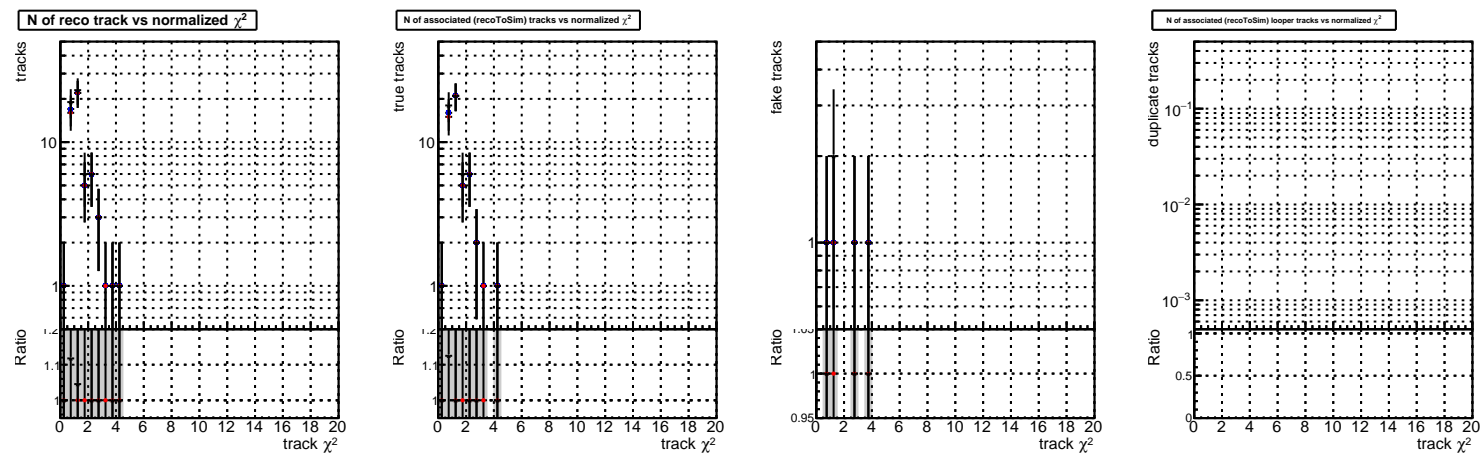 N of reco track vs normalized χ²
tracks
10
1
Ratio
1.2
1.1
1
0 2 4 6 8 10 12 14 16 18 20
track χ²
N of associated (recoToSim) tracks vs normalized χ²
true tracks
10
1
Ratio
1.2
1.1
1
0 2 4 6 8 10 12 14 16 18 20
track χ²
fake tracks
1
Ratio
1.05
1
0.95
0 2 4 6 8 10 12 14 16 18 20
track χ²
N of associated (recoToSim) looper tracks vs normalized χ²
duplicate tracks
10⁻¹
10⁻²
10⁻³
Ratio
1
0.5
0
0 2 4 6 8 10 12 14 16 18 20
track χ²